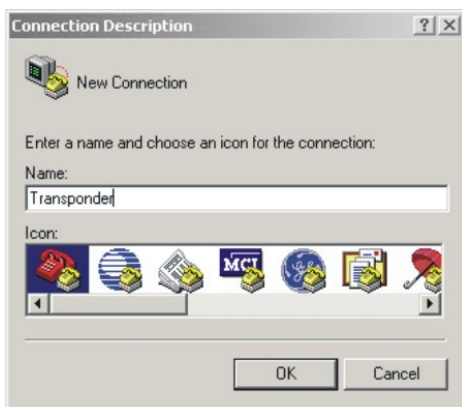 Connection Description
New Connection
Enter a name and choose an icon for the connection:
Name:
Transponder
Icon:
MCI
OK Cancel